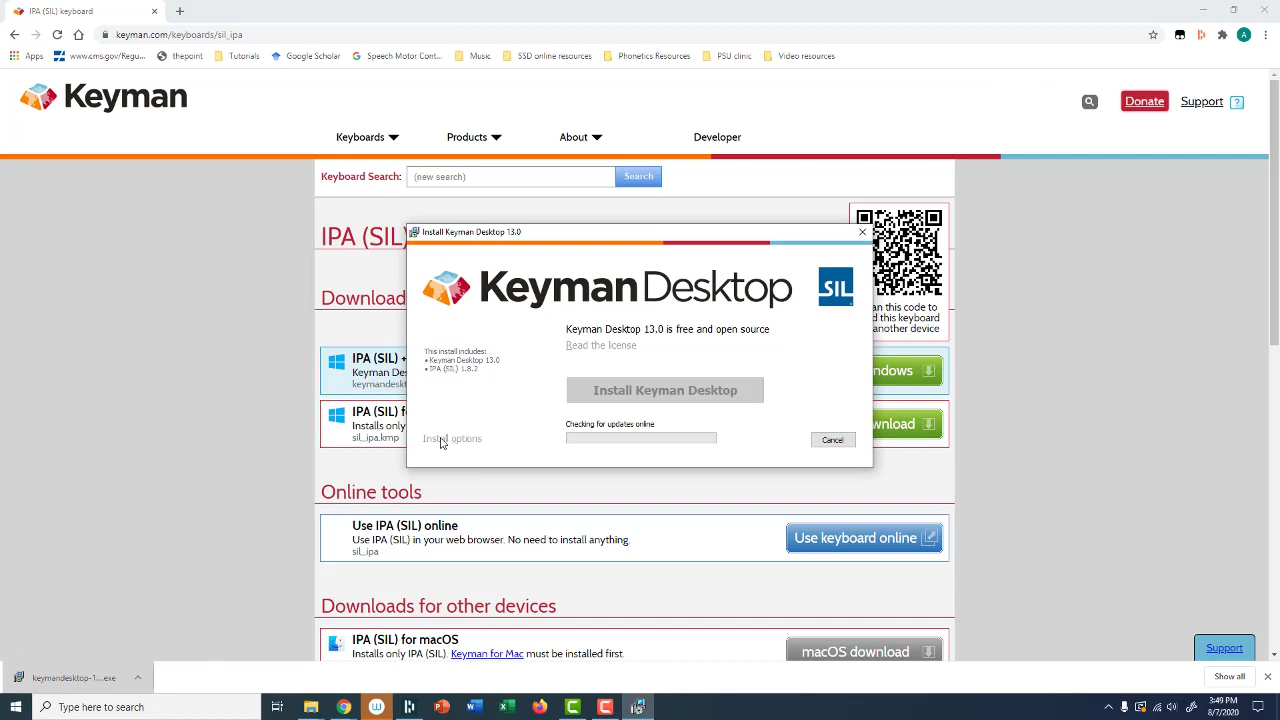 IPA (SIL) keyboard
keyman.com/keyboards/sil_ipa
Apps
www.cms.gov/Regu...
thepoint
Tutorials
Google Scholar
Speech Motor Cont...
Music
SSD online resources
Phonetics Resources
PSU clinic
Video resources
Keyman
Donate
Support
?
Keyboards
Products
About
Developer
Keyboard Search:
(new search)
Search
IPA (SIL)
Install Keyman Desktop 13.0
Keyman Desktop
SIL
Keyman Desktop 13.0 is free and open source
Read the license
This install includes:
• Keyman Desktop 13.0
• IPA (SIL) 1.8.2
Install Keyman Desktop
Checking for updates online
Install options
Cancel
an this code to
d this keyboard
another device
Download
IPA (SIL) +
Keyman Des
keymandeskt
ndows
IPA (SIL) fo
Installs only
sil_ipa.kmp
wnload
Online tools
Use IPA (SIL) online
Use IPA (SIL) in your web browser. No need to install anything.
sil_ipa
Use keyboard online
Downloads for other devices
IPA (SIL) for macOS
Installs only IPA (SIL). Keyman for Mac must be installed first.
macOS download
Support
keymandesktop-1....exe
Show all
Type here to search
3:49 PM
8/7/2020